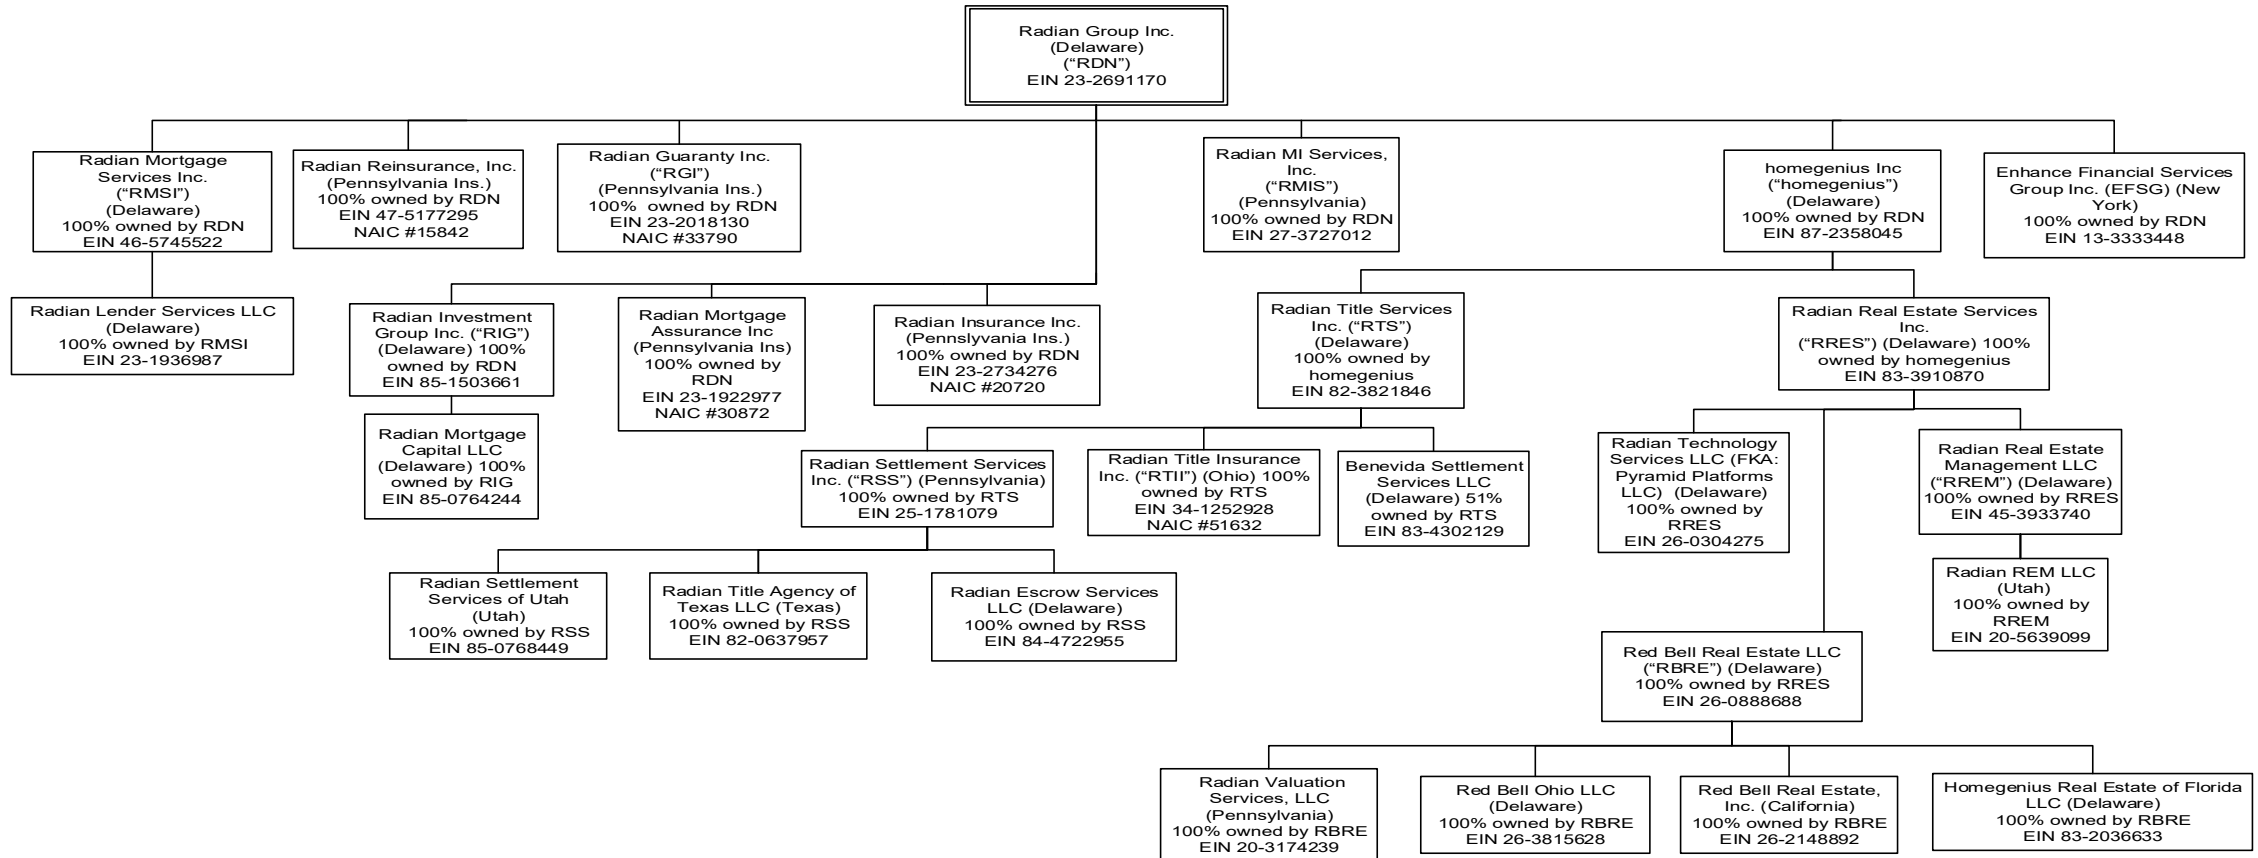 Radian Group Inc.
(Delaware)
(“RDN”)
EIN 23-2691170
Radian Mortgage
Services Inc.
(“RMSI”)
(Delaware)
100% owned by RDN
EIN 46-5745522
Radian Reinsurance, Inc.
(Pennsylvania Ins.)
100% owned by RDN
EIN 47-5177295
NAIC #15842
Radian Guaranty Inc.
(“RGI”)
(Pennsylvania Ins.)
100% owned by RDN
EIN 23-2018130
NAIC #33790
Radian MI Services,
Inc.
(“RMIS”)
(Pennsylvania)
100% owned by RDN
EIN 27-3727012
homegenius Inc
(“homegenius”)
(Delaware)
100% owned by RDN
EIN 87-2358045
Enhance Financial Services
Group Inc. (EFSG) (New
York)
100% owned by RDN
EIN 13-3333448
Radian Lender Services LLC
(Delaware)
100% owned by RMSI
EIN 23-1936987
Radian Investment
Group Inc. (“RIG”)
(Delaware) 100%
owned by RDN
EIN 85-1503661
Radian Mortgage
Assurance Inc
(Pennsylvania Ins)
100% owned by
RDN
EIN 23-1922977
NAIC #30872
Radian Insurance Inc.
(Pennslyvania Ins.)
100% owned by RDN
EIN 23-2734276
NAIC #20720
Radian Title Services
Inc. (“RTS”)
(Delaware)
100% owned by
homegenius
EIN 82-3821846
Radian Real Estate Services
Inc.
(“RRES”) (Delaware) 100%
owned by homegenius
EIN 83-3910870
Radian Mortgage
Capital LLC
(Delaware) 100%
owned by RIG
EIN 85-0764244
Radian Settlement Services
Inc. (“RSS”) (Pennsylvania)
100% owned by RTS
EIN 25-1781079
Radian Title Insurance
Inc. (“RTII”) (Ohio) 100%
owned by RTS
EIN 34-1252928
NAIC #51632
Benevida Settlement
Services LLC
(Delaware) 51%
owned by RTS
EIN 83-4302129
Radian Technology
Services LLC (FKA:
Pyramid Platforms
LLC) (Delaware)
100% owned by
RRES
EIN 26-0304275
Radian Real Estate
Management LLC
(“RREM”) (Delaware)
100% owned by RRES
EIN 45-3933740
Radian Settlement
Services of Utah
(Utah)
100% owned by RSS
EIN 85-0768449
Radian Title Agency of
Texas LLC (Texas)
100% owned by RSS
EIN 82-0637957
Radian Escrow Services
LLC (Delaware)
100% owned by RSS
EIN 84-4722955
Radian REM LLC
(Utah)
100% owned by
RREM
EIN 20-5639099
Red Bell Real Estate LLC
(“RBRE”) (Delaware)
100% owned by RRES
EIN 26-0888688
Radian Valuation
Services, LLC
(Pennsylvania)
100% owned by RBRE
EIN 20-3174239
Red Bell Ohio LLC
(Delaware)
100% owned by RBRE
EIN 26-3815628
Red Bell Real Estate,
Inc. (California)
100% owned by RBRE
EIN 26-2148892
Homegenius Real Estate of Florida
LLC (Delaware)
100% owned by RBRE
EIN 83-2036633